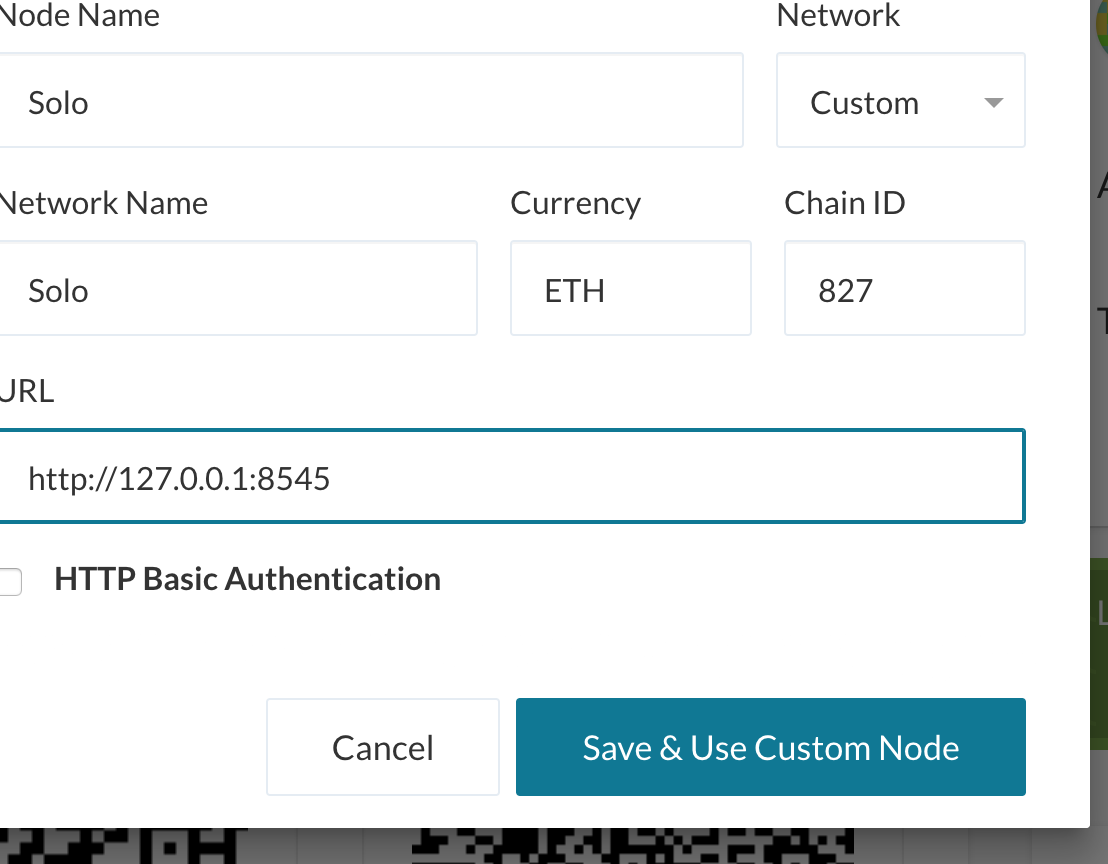 Node Name Network
Solo Custom
Network Name Currency Chain ID
Solo ETH 827
URL
http://127.0.0.1:8545
HTTP Basic Authentication
Cancel Save & Use Custom Node